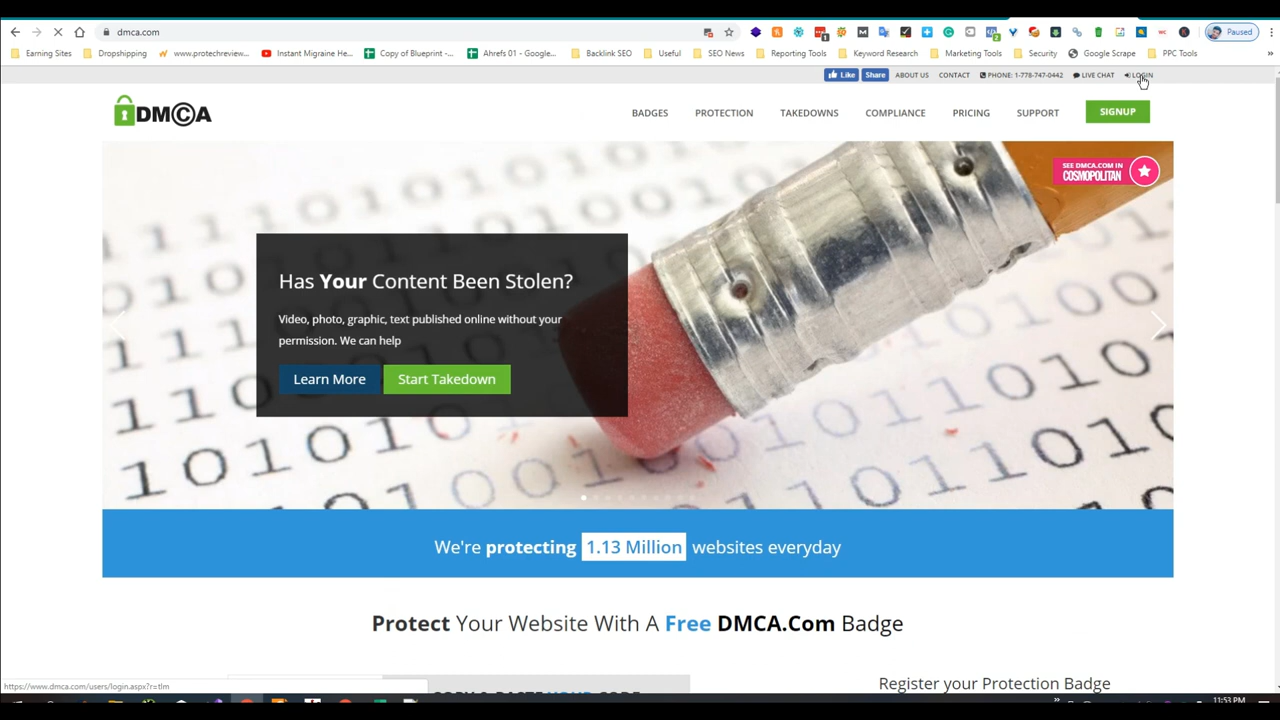 dmca.com
Paused
Earning Sites
Dropshipping
www.protechreview...
Instant Migraine He...
Copy of Blueprint -...
Ahrefs 01 - Google...
Backlink SEO
Useful
SEO News
Reporting Tools
Keyword Research
Marketing Tools
Security
Google Scrape
PPC Tools
»
Like
Share
ABOUT US
CONTACT
PHONE: 1-778-747-0442
LIVE CHAT
LOGIN
DMCA
BADGES
PROTECTION
TAKEDOWNS
COMPLIANCE
PRICING
SUPPORT
SIGNUP
SEE DMCA.COM IN
COSMOPOLITAN
Has Your Content Been Stolen?
Video, photo, graphic, text published online without your
permission. We can help
Learn More
Start Takedown
We're protecting 1.13 Million websites everyday
Protect Your Website With A Free DMCA.Com Badge
Register your Protection Badge
https://www.dmca.com/users/login.aspx?r=tlm
11:53 PM